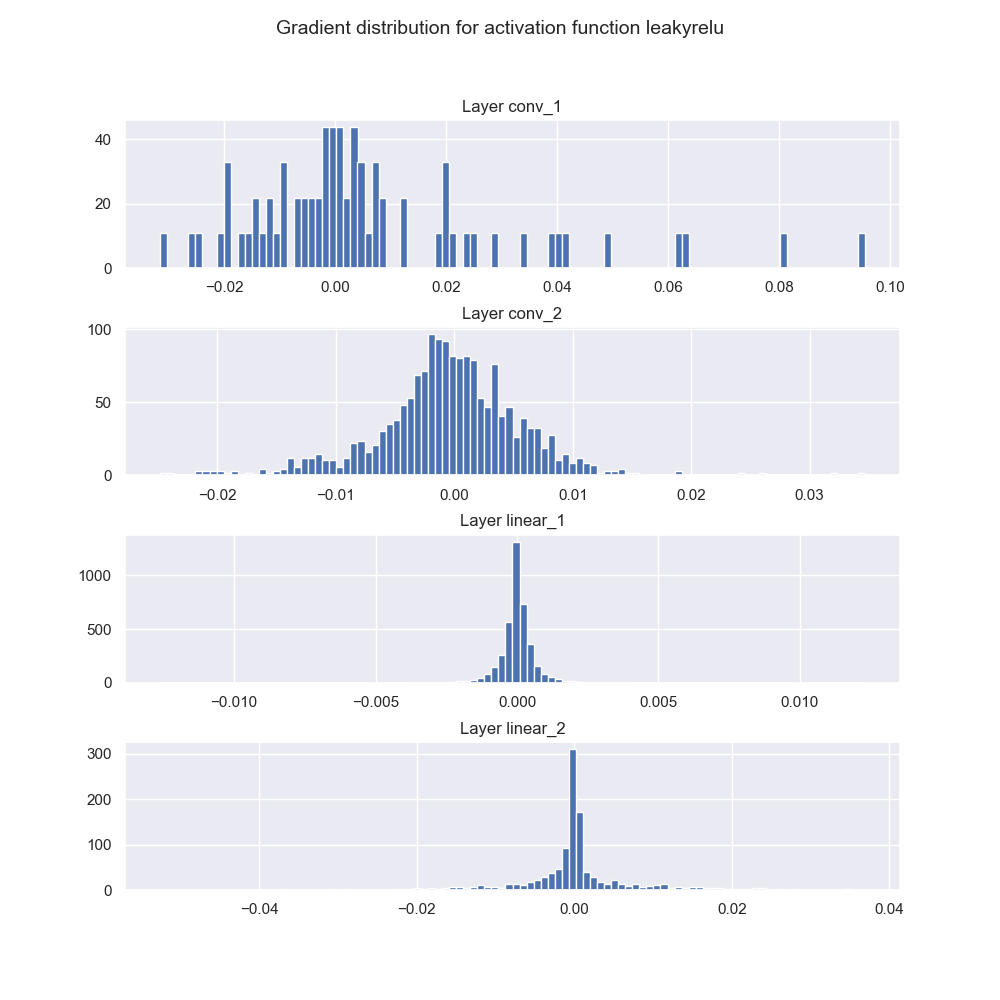 Gradient distribution for activation function leakyrelu
Layer conv_1
40
20
0
−0.02 0.00 0.02 0.04 0.06 0.08 0.10
Layer conv_2
100
50
0
−0.02 −0.01 0.00 0.01 0.02 0.03
Layer linear_1
1000
500
0
−0.010 −0.005 0.000 0.005 0.010
Layer linear_2
300
200
100
0
−0.04 −0.02 0.00 0.02 0.04